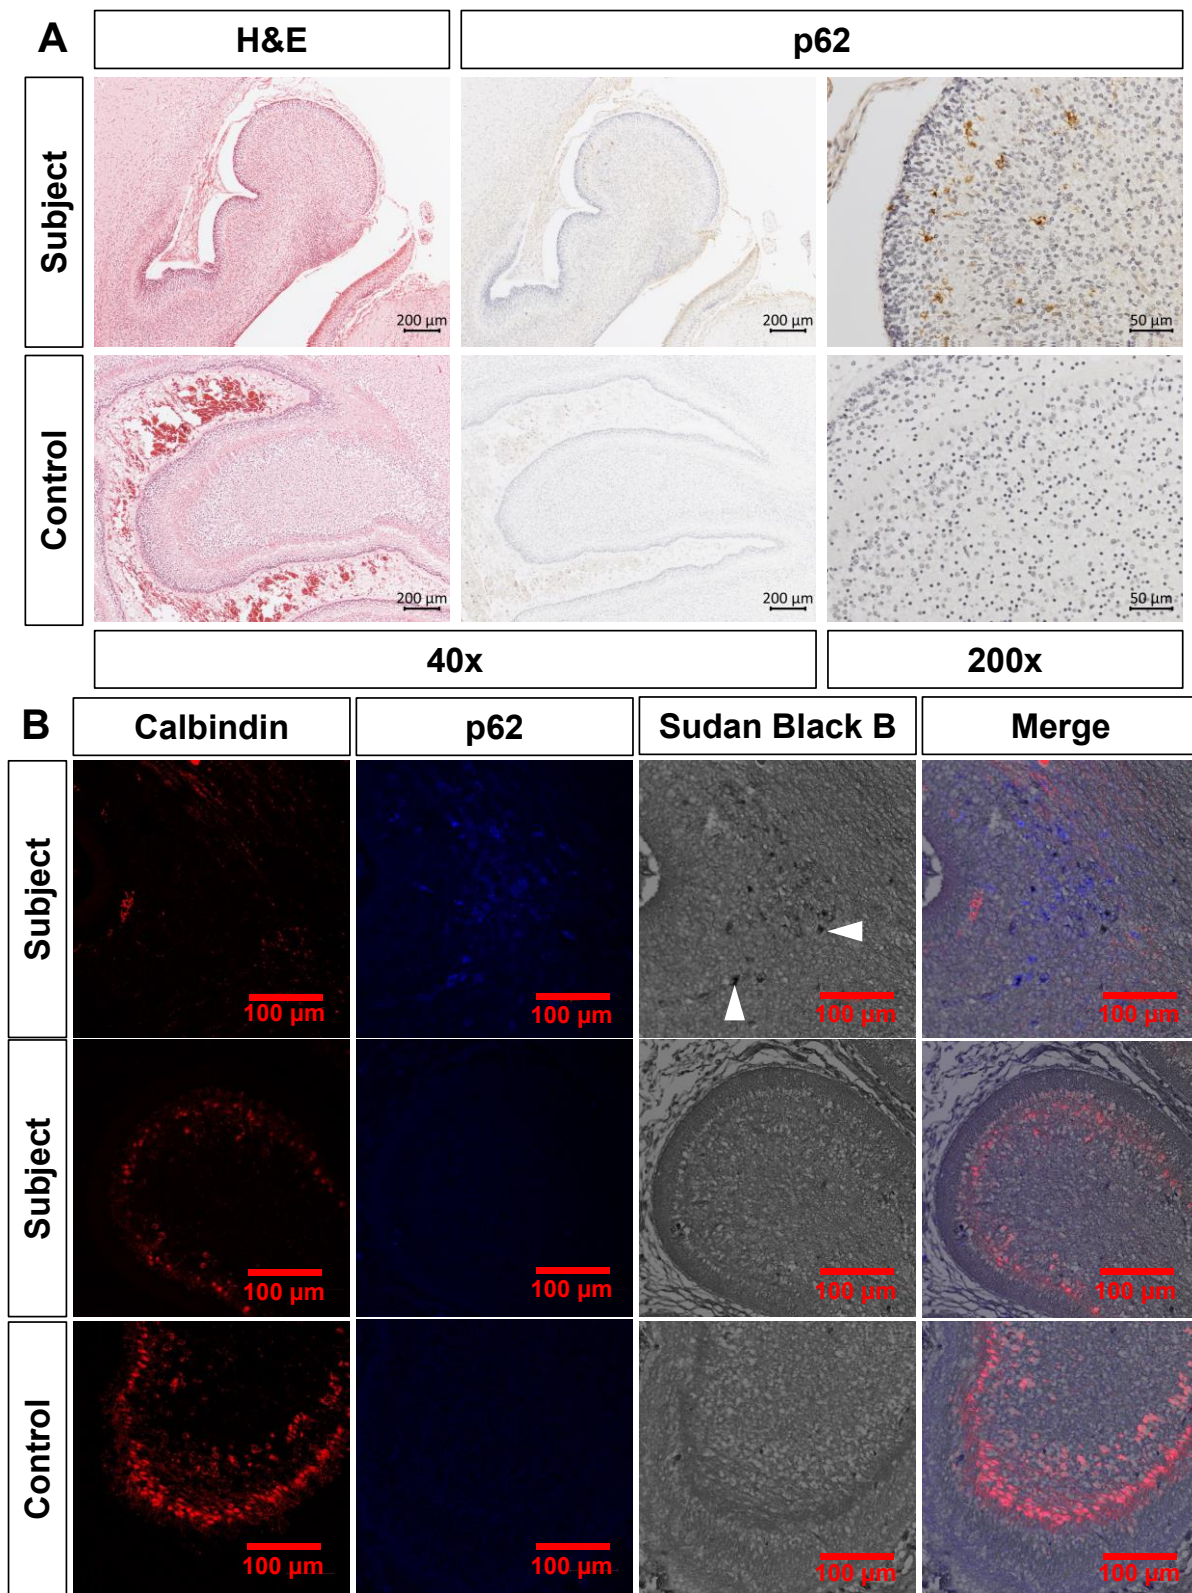 A
H&E
p62
Subject
200 µm
200 µm
50 µm
Control
200 µm
200 µm
50 µm
40x
200x
B
Calbindin
p62
Sudan Black B
Merge
Subject
100 µm
100 µm
100 µm
100 µm
Subject
100 µm
100 µm
100 µm
100 µm
Control
100 µm
100 µm
100 µm
100 µm